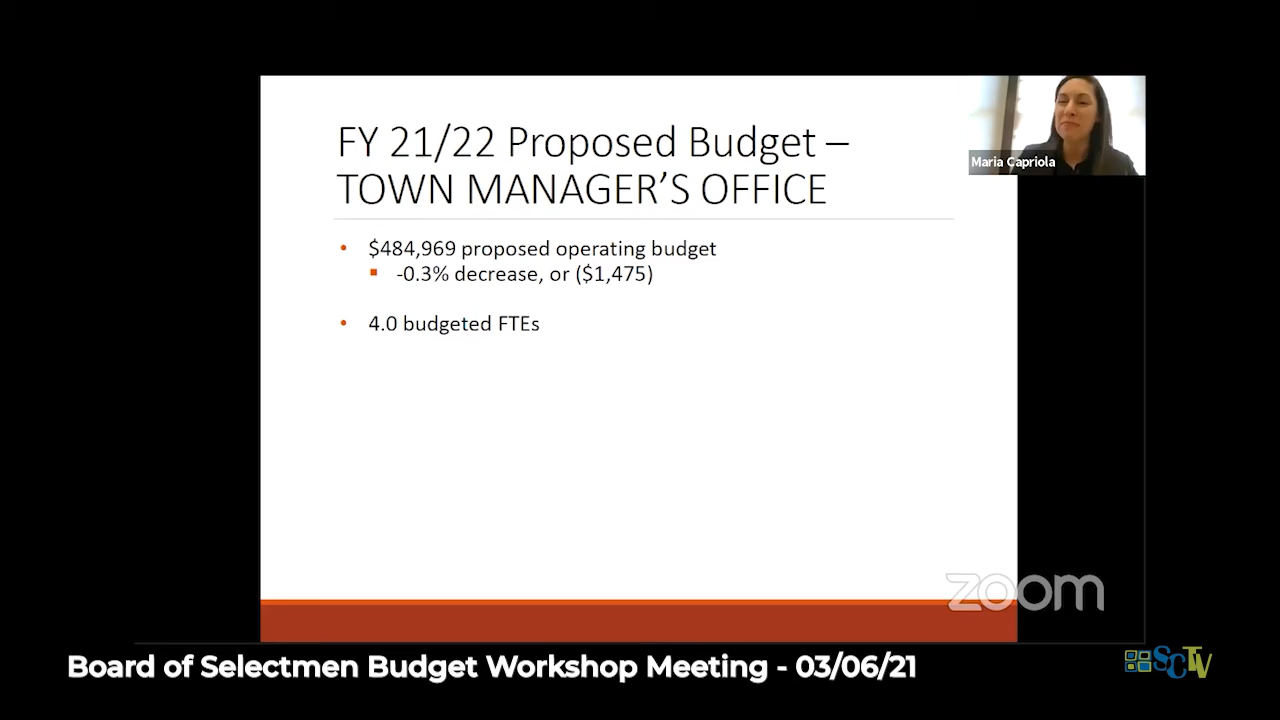 FY 21/22 Proposed Budget –
TOWN MANAGER'S OFFICE
Maria Capriola
• $484,969 proposed operating budget
▪ -0.3% decrease, or ($1,475)
• 4.0 budgeted FTEs
zoom
Board of Selectmen Budget Workshop Meeting - 03/06/21
SCTV